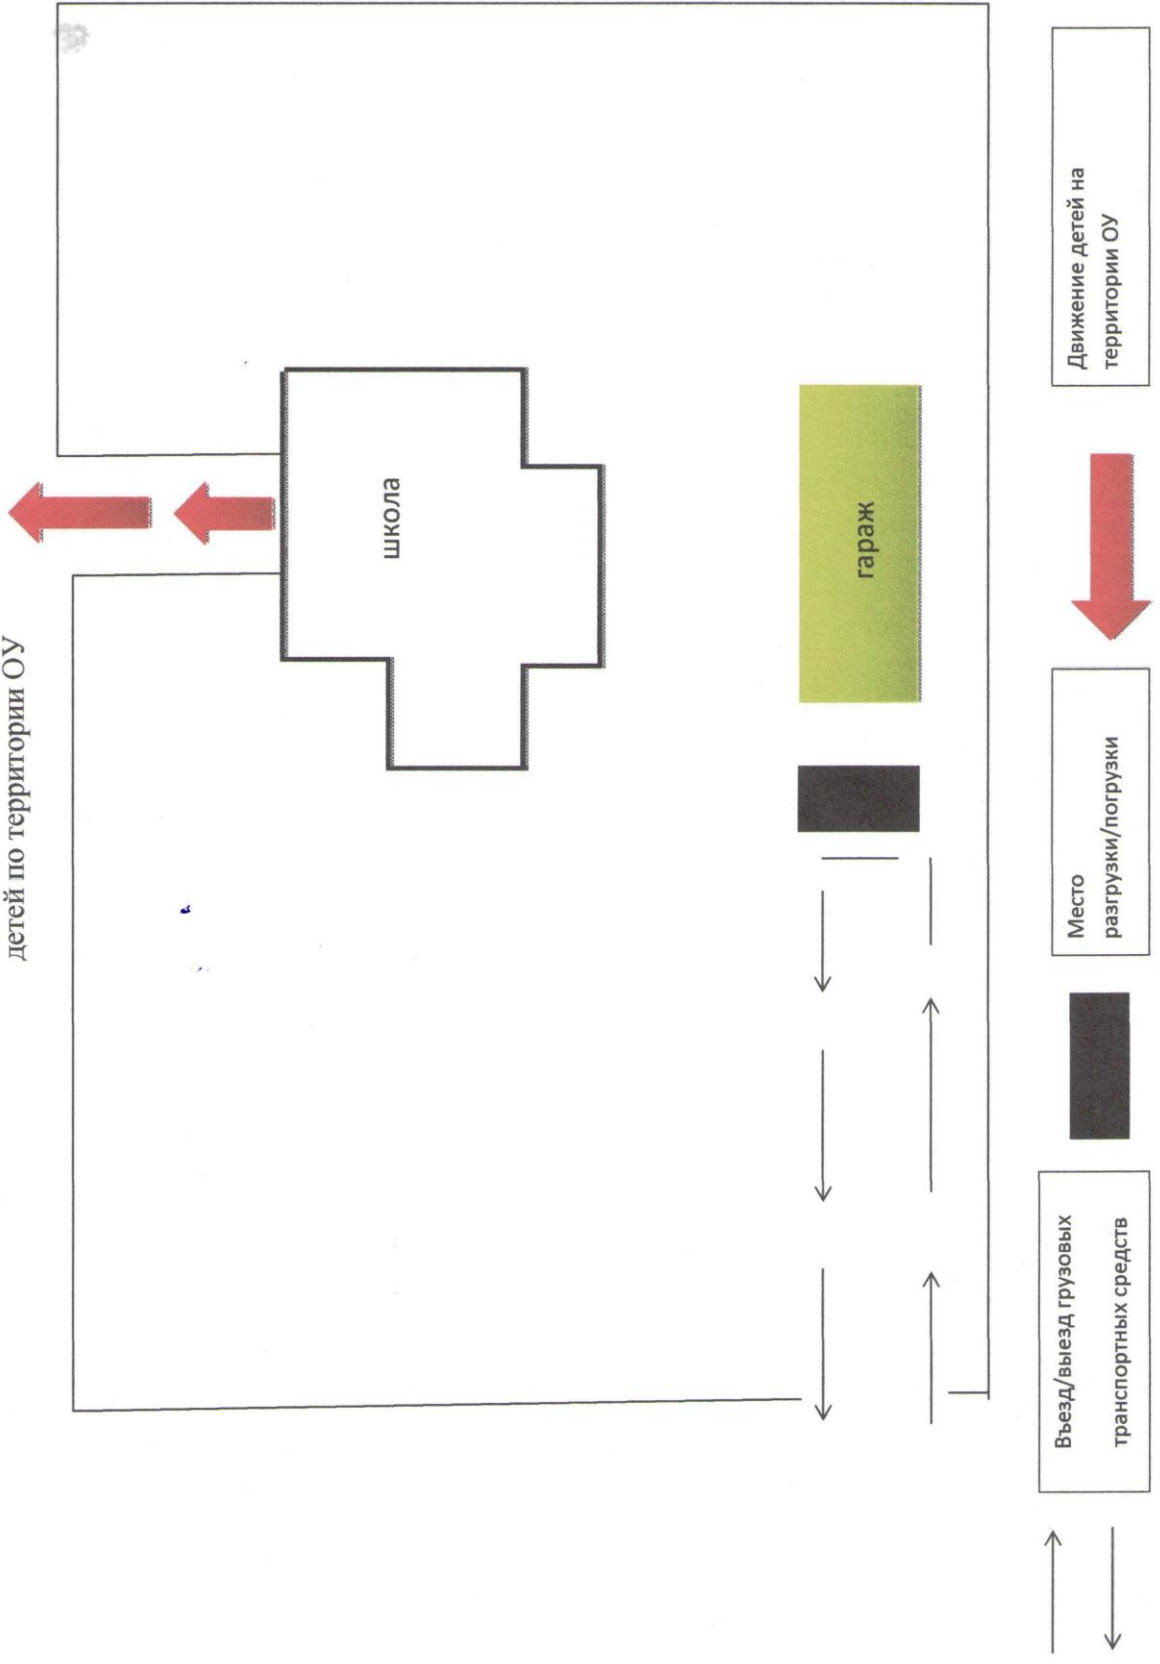 детей по территории ОУ
школа
гараж
Въезд/выезд грузовых
транспортных средств
Место
разгрузки/погрузки
Движение детей на
территории ОУ